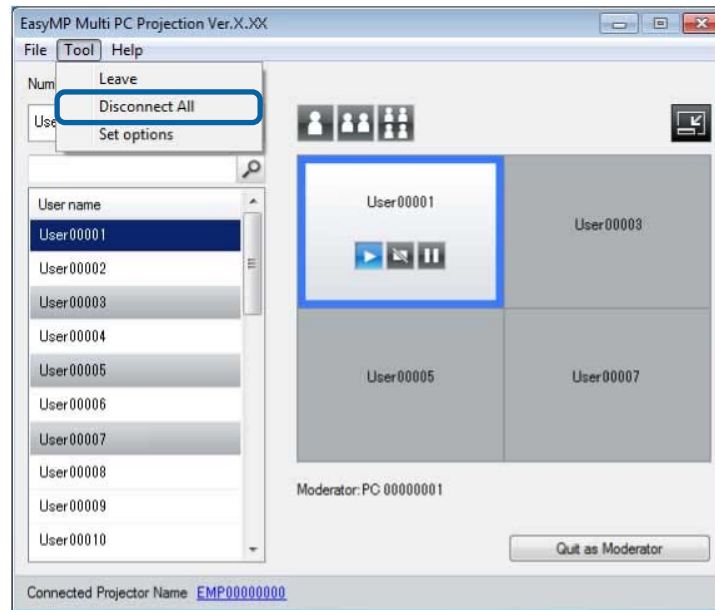 EasyMP Multi PC Projection Ver.X.XX
File Tool Help
Leave
Disconnect All
Set options
User name
User00001
User00002
User00003
User00004
User00005
User00006
User00007
User00008
User00009
User00010
User00001
User00003
User00005
User00007
Moderator: PC 00000001
Quit as Moderator
Connected Projector Name EMP00000000